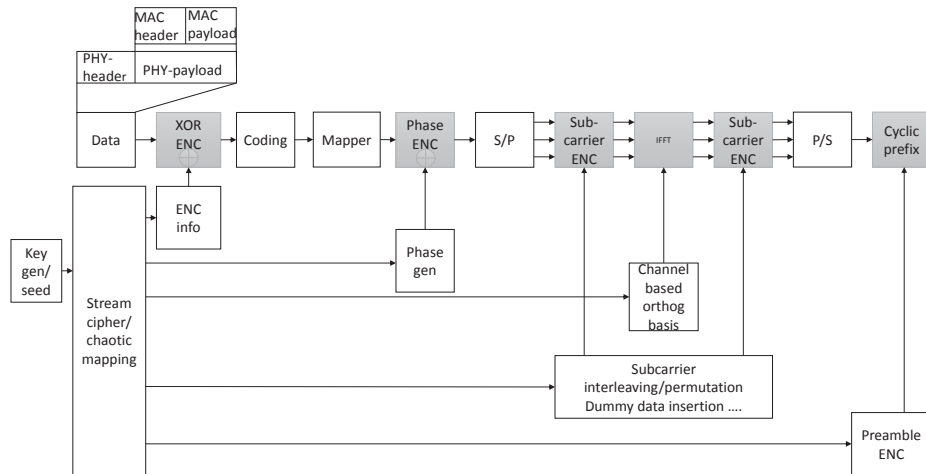 MAC
header
MAC
payload
PHY-
header
PHY-payload
Data
XOR
ENC
Coding
Mapper
Phase
ENC
S/P
Sub-
carrier
ENC
IFFT
Sub-
carrier
ENC
P/S
Cyclic
prefix
ENC
info
Key
gen/
seed
Phase
gen
Channel
based
orthog
basis
Stream
cipher/
chaotic
mapping
Subcarrier
interleaving/permutation
Dummy data insertion ....
Preamble
ENC